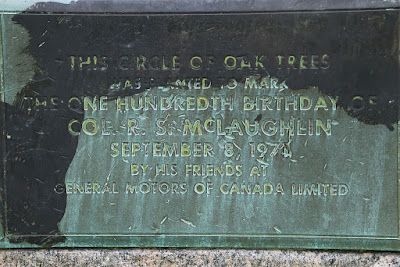 THIS CIRCLE OF OAK TREES
WAS PLANTED TO MARK
THE ONE HUNDREDTH BIRTHDAY OF
COL. R. S. MCLAUGHLIN
SEPTEMBER 8, 1971
BY HIS FRIENDS AT
GENERAL MOTORS OF CANADA LIMITED